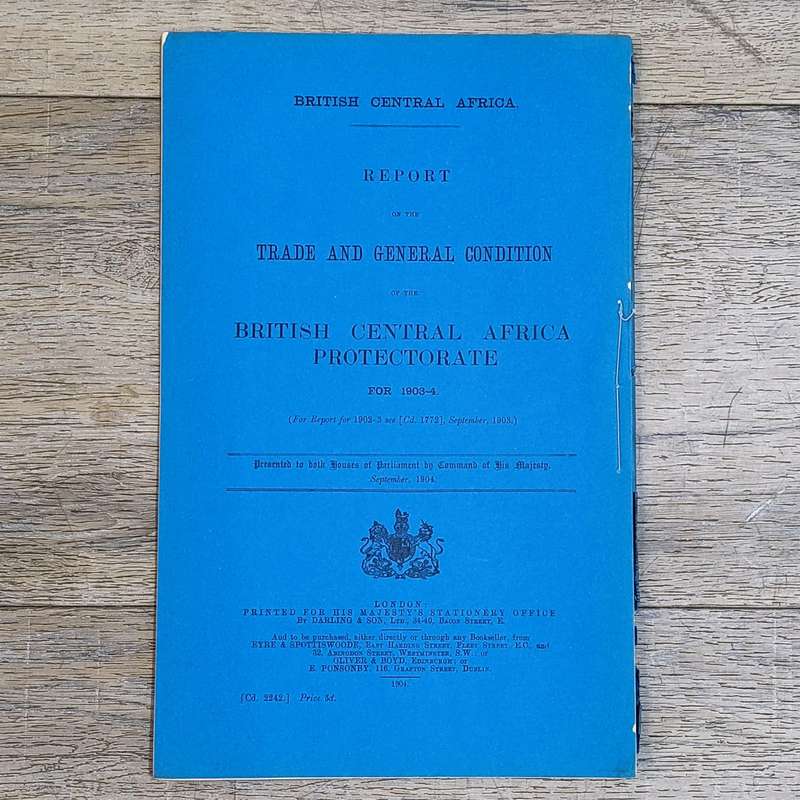 BRITISH CENTRAL AFRICA.
REPORT
ON THE
TRADE AND GENERAL CONDITION
OF THE
BRITISH CENTRAL AFRICA
PROTECTORATE
FOR 1903-4.
(For Report for 1902-3 see [Cd. 1772], September, 1903.)
Presented to both Houses of Parliament by Command of His Majesty.
September, 1904.
LONDON:
PRINTED FOR HIS MAJESTY'S STATIONERY OFFICE
By DARLING & SON, Ltd., 34-40, Bacon Street, E.
And to be purchased, either directly or through any Bookseller, from
EYRE & SPOTTISWOODE, East Harding Street, Fleet Street, E.C., and
32, Abingdon Street, Westminster, S.W.; or
OLIVER & BOYD, Edinburgh; or
E. PONSONBY, 116, Grafton Street, Dublin.
1904.
[Cd. 2242.] Price 3d.